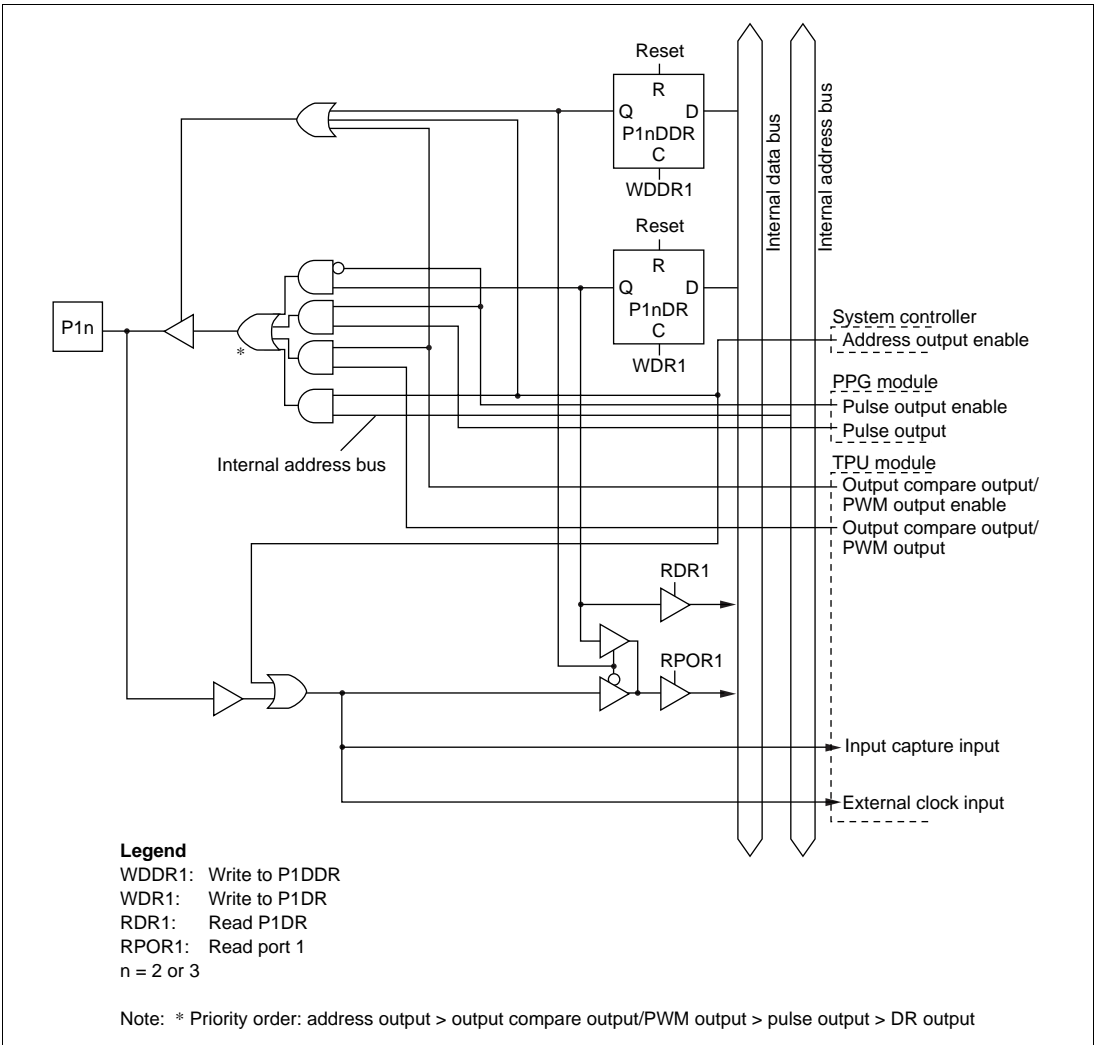 Reset
R
Q D
P1nDDR
C
WDDR1
Reset
R
Q D
P1nDR
C
WDR1
Internal data bus
Internal address bus
P1n
*
System controller
Address output enable
PPG module
Pulse output enable
Pulse output
Internal address bus
TPU module
Output compare output/
PWM output enable
Output compare output/
PWM output
RDR1
RPOR1
Input capture input
External clock input
Legend
WDDR1: Write to P1DDR
WDR1: Write to P1DR
RDR1: Read P1DR
RPOR1: Read port 1
n = 2 or 3
Note: * Priority order: address output > output compare output/PWM output > pulse output > DR output